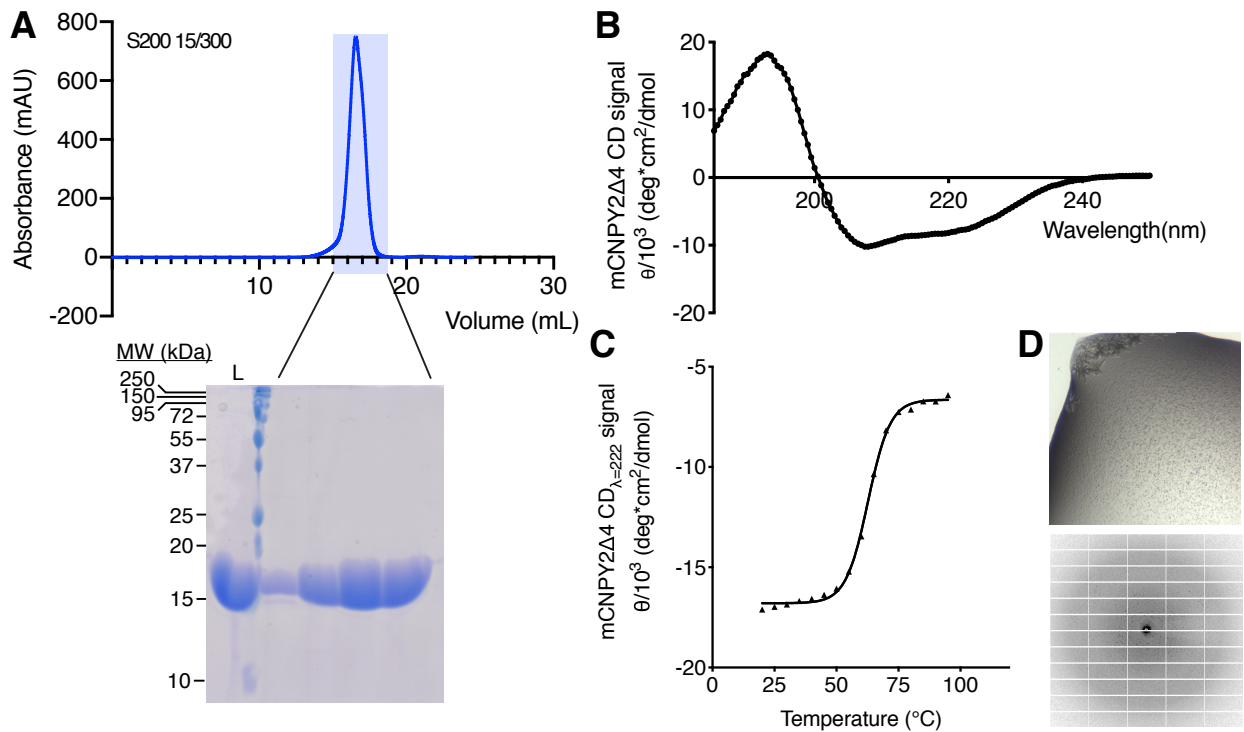 A
S200 15/300
Absorbance (mAU)
800
600
400
200
0
-200
10
20
30
Volume (mL)
MW (kDa)
L
250
150
95
72
55
37
25
20
15
10
B
mCNPY2Δ4 CD signal
θ/10³ (deg*cm²/dmol)
20
10
0
-10
-20
200
220
240
Wavelength(nm)
C
mCNPY2Δ4 CDλ=222 signal
θ/10³ (deg*cm²/dmol)
-5
-10
-15
-20
0
25
50
75
100
Temperature (°C)
D